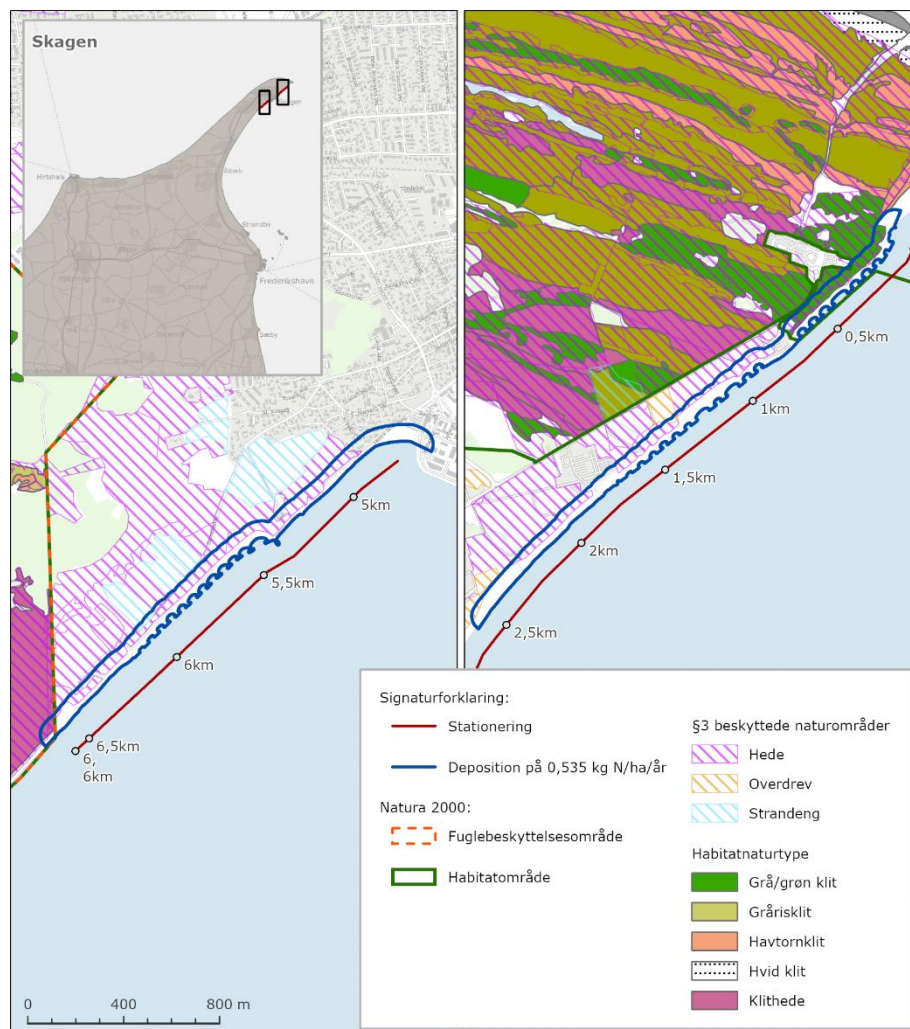 Skagen
Hirtshals
Ålbæk
Strandby
Frederikshavn
Sæby
5km
5,5km
6km
6,5km
6,
6km
0,5km
1km
1,5km
2km
2,5km
Signaturforklaring:
Stationering
Deposition på 0,535 kg N/ha/år
Natura 2000:
Fuglebeskyttelsesområde
Habitatområde
§3 beskyttede naturområder
Hede
Overdrev
Strandeng
Habitatnaturtype
Grå/grøn klit
Grårisklit
Havtornklit
Hvid klit
Klithede
0 400 800 m